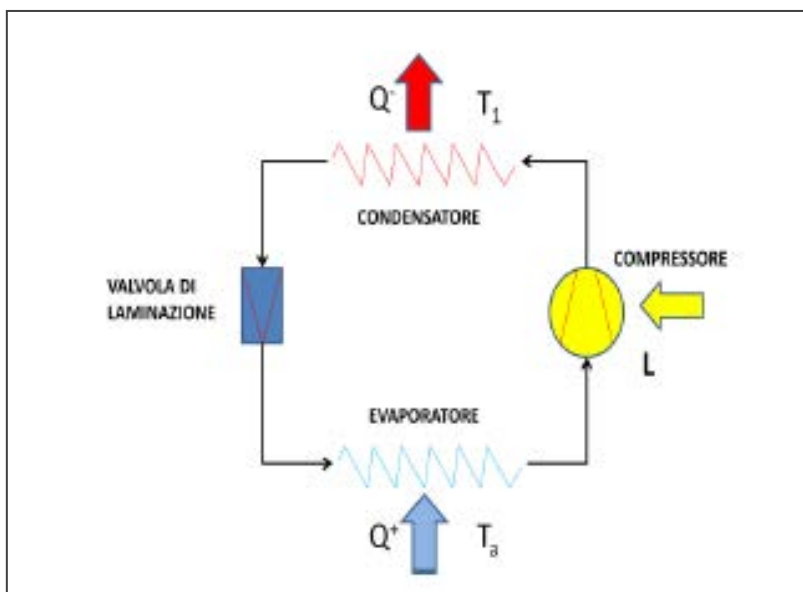 Q⁻ T₁
CONDENSATORE
COMPRESSORE
VALVOLA DI
LAMINAZIONE
L
EVAPORATORE
Q⁺ Tₐ